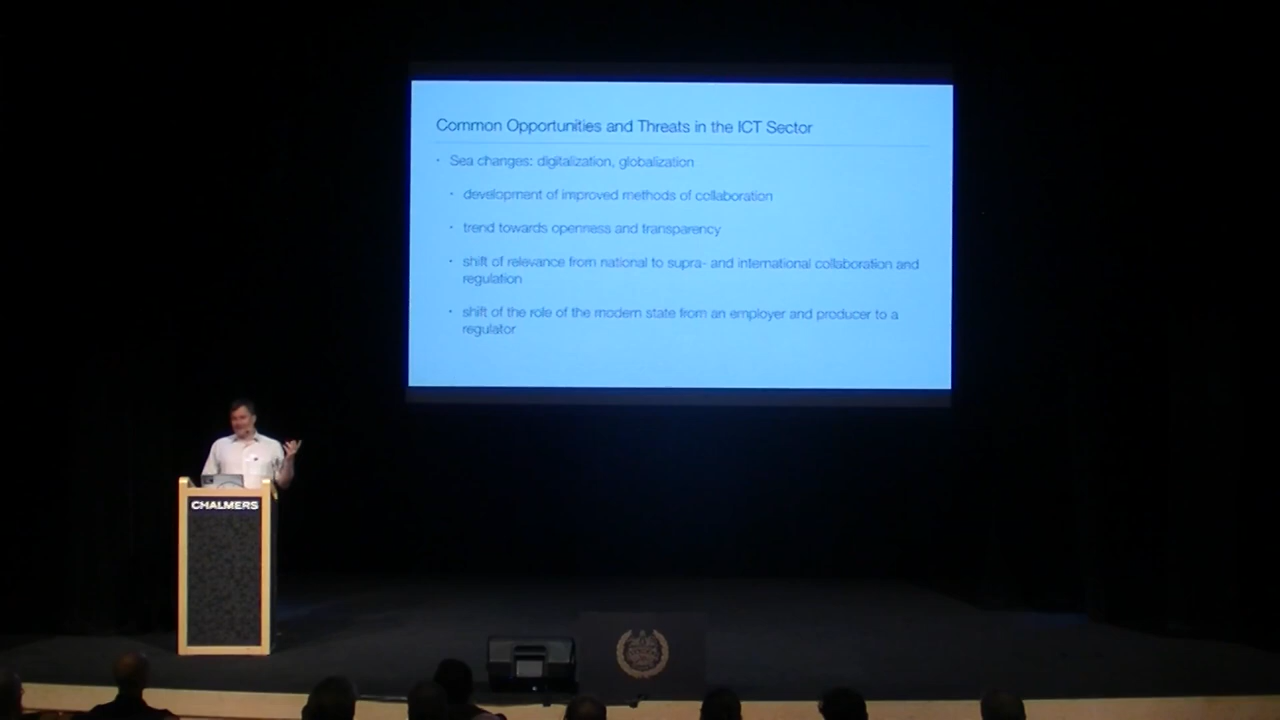 Common Opportunities and Threats in the ICT Sector
• Sea changes: digitalization, globalization
• development of improved methods of collaboration
• trend towards openness and transparency
• shift of relevance from national to supra- and international collaboration and
regulation
• shift of the role of the modern state from an employer and producer to a
regulator
CHALMERS